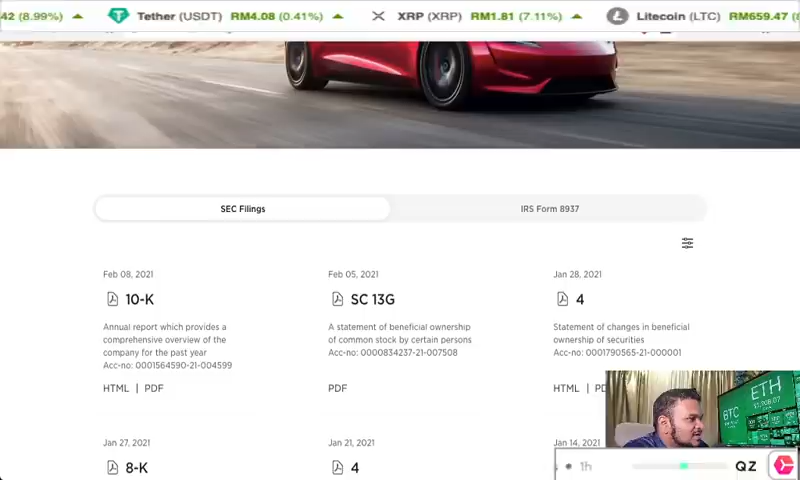 42 (8.99%) Tether (USDT) RM4.08 (0.41%) XRP (XRP) RM1.81 (7.11%) Litecoin (LTC) RM659.47
SEC Filings
IRS Form 8937
Feb 08, 2021
10-K
Annual report which provides a
comprehensive overview of the
company for the past year
Acc-no: 0001564590-21-004599
HTML | PDF
Feb 05, 2021
SC 13G
A statement of beneficial ownership
of common stock by certain persons
Acc-no: 0000834237-21-007508
PDF
Jan 28, 2021
4
Statement of changes in beneficial
ownership of securities
Acc-no: 0001790565-21-000001
HTML | PD
Jan 27, 2021
8-K
Jan 21, 2021
4
Jan 14, 2021
ETH
BTC
1h
QZ